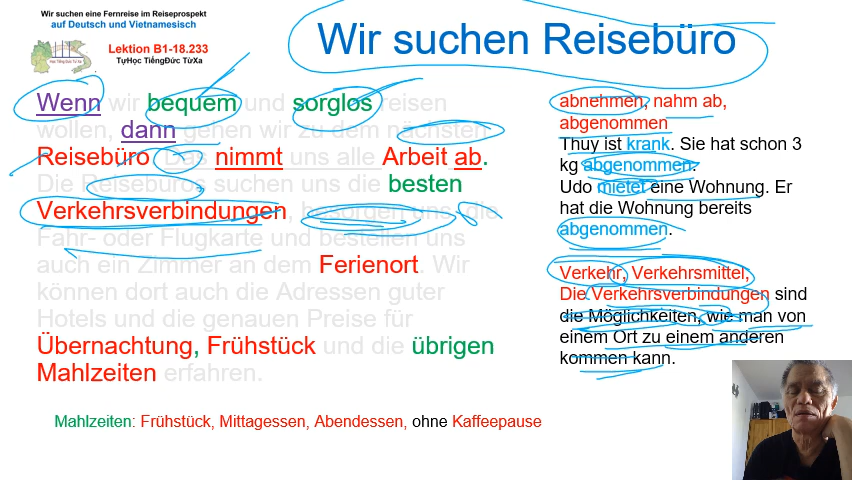 Wir suchen eine Fernreise im Reiseprospekt
auf Deutsch und Vietnamesisch
Lektion B1-18.233
TựHọc TiếngĐức TừXa
Wir suchen Reisebüro
Wenn wir bequem und sorglos reisen
wollen, dann gehen wir zu dem nächsten
Reisebüro. Das nimmt uns alle Arbeit ab.
Die Reisebüros suchen uns die besten
Verkehrsverbindungen, besorgen uns die
Fahr- oder Flugkarte und bestellen uns
auch ein Zimmer an dem Ferienort. Wir
können dort auch die Adressen guter
Hotels und die genauen Preise für
Übernachtung, Frühstück und die übrigen
Mahlzeiten erfahren.
Mahlzeiten: Frühstück, Mittagessen, Abendessen, ohne Kaffeepause
abnehmen, nahm ab,
abgenommen
Thuy ist krank. Sie hat schon 3
kg abgenommen.
Udo mietet eine Wohnung. Er
hat die Wohnung bereits
abgenommen.
Verkehr, Verkehrsmittel,
Die Verkehrsverbindungen sind
die Möglichkeiten, wie man von
einem Ort zu einem anderen
kommen kann.